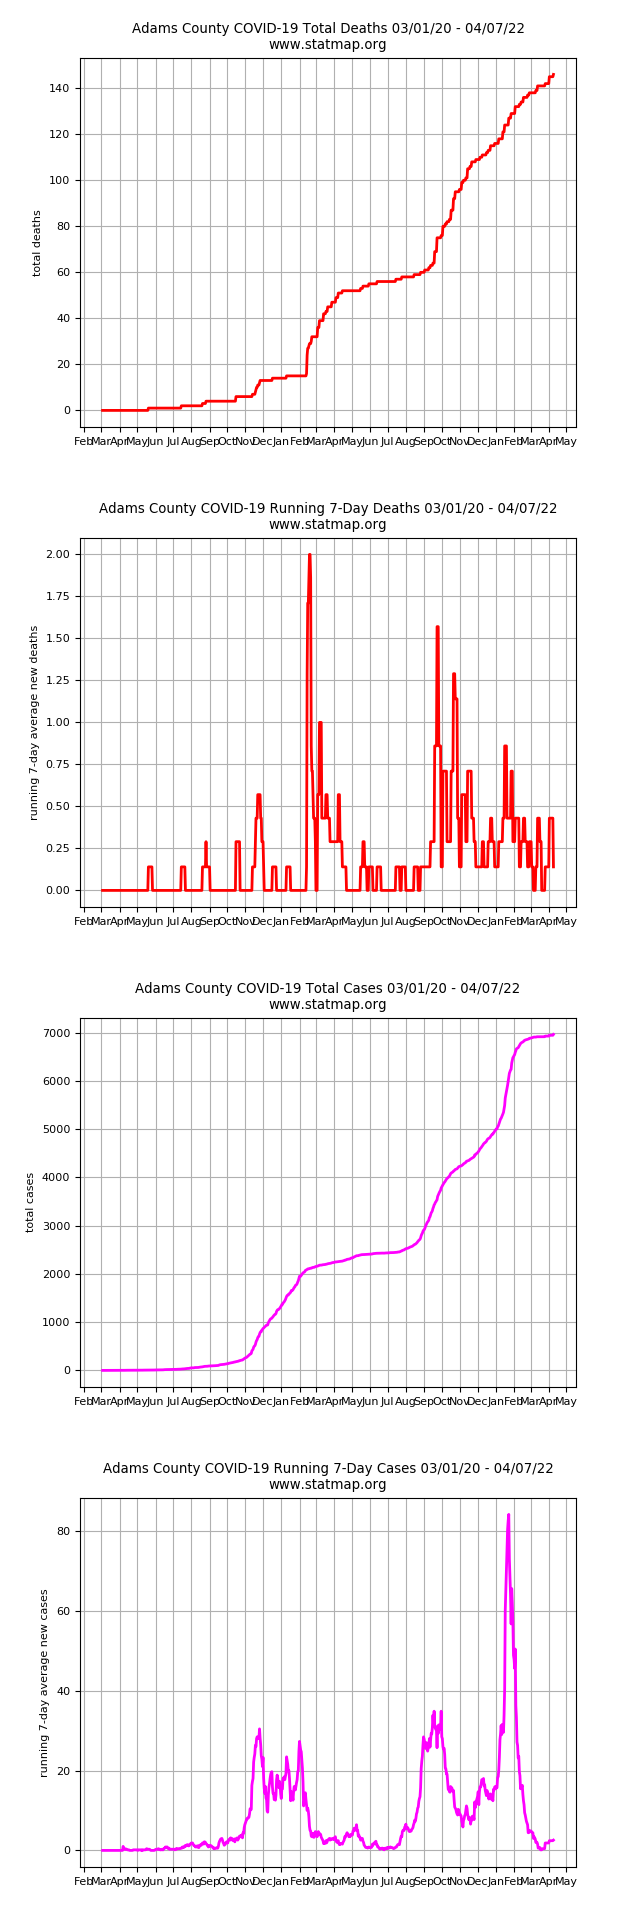 Adams County COVID-19 Total Deaths 03/01/20 - 04/07/22
www.statmap.org
140
120
100
80
60
40
20
0
total deaths
Feb Mar Apr May Jun Jul Aug Sep Oct Nov Dec Jan Feb Mar Apr May Jun Jul Aug Sep Oct Nov Dec Jan Feb Mar Apr May
Adams County COVID-19 Running 7-Day Deaths 03/01/20 - 04/07/22
www.statmap.org
2.00
1.75
1.50
1.25
1.00
0.75
0.50
0.25
0.00
running 7-day average new deaths
Feb Mar Apr May Jun Jul Aug Sep Oct Nov Dec Jan Feb Mar Apr May Jun Jul Aug Sep Oct Nov Dec Jan Feb Mar Apr May
Adams County COVID-19 Total Cases 03/01/20 - 04/07/22
www.statmap.org
7000
6000
5000
4000
3000
2000
1000
0
total cases
Feb Mar Apr May Jun Jul Aug Sep Oct Nov Dec Jan Feb Mar Apr May Jun Jul Aug Sep Oct Nov Dec Jan Feb Mar Apr May
Adams County COVID-19 Running 7-Day Cases 03/01/20 - 04/07/22
www.statmap.org
80
60
40
20
0
running 7-day average new cases
Feb Mar Apr May Jun Jul Aug Sep Oct Nov Dec Jan Feb Mar Apr May Jun Jul Aug Sep Oct Nov Dec Jan Feb Mar Apr May